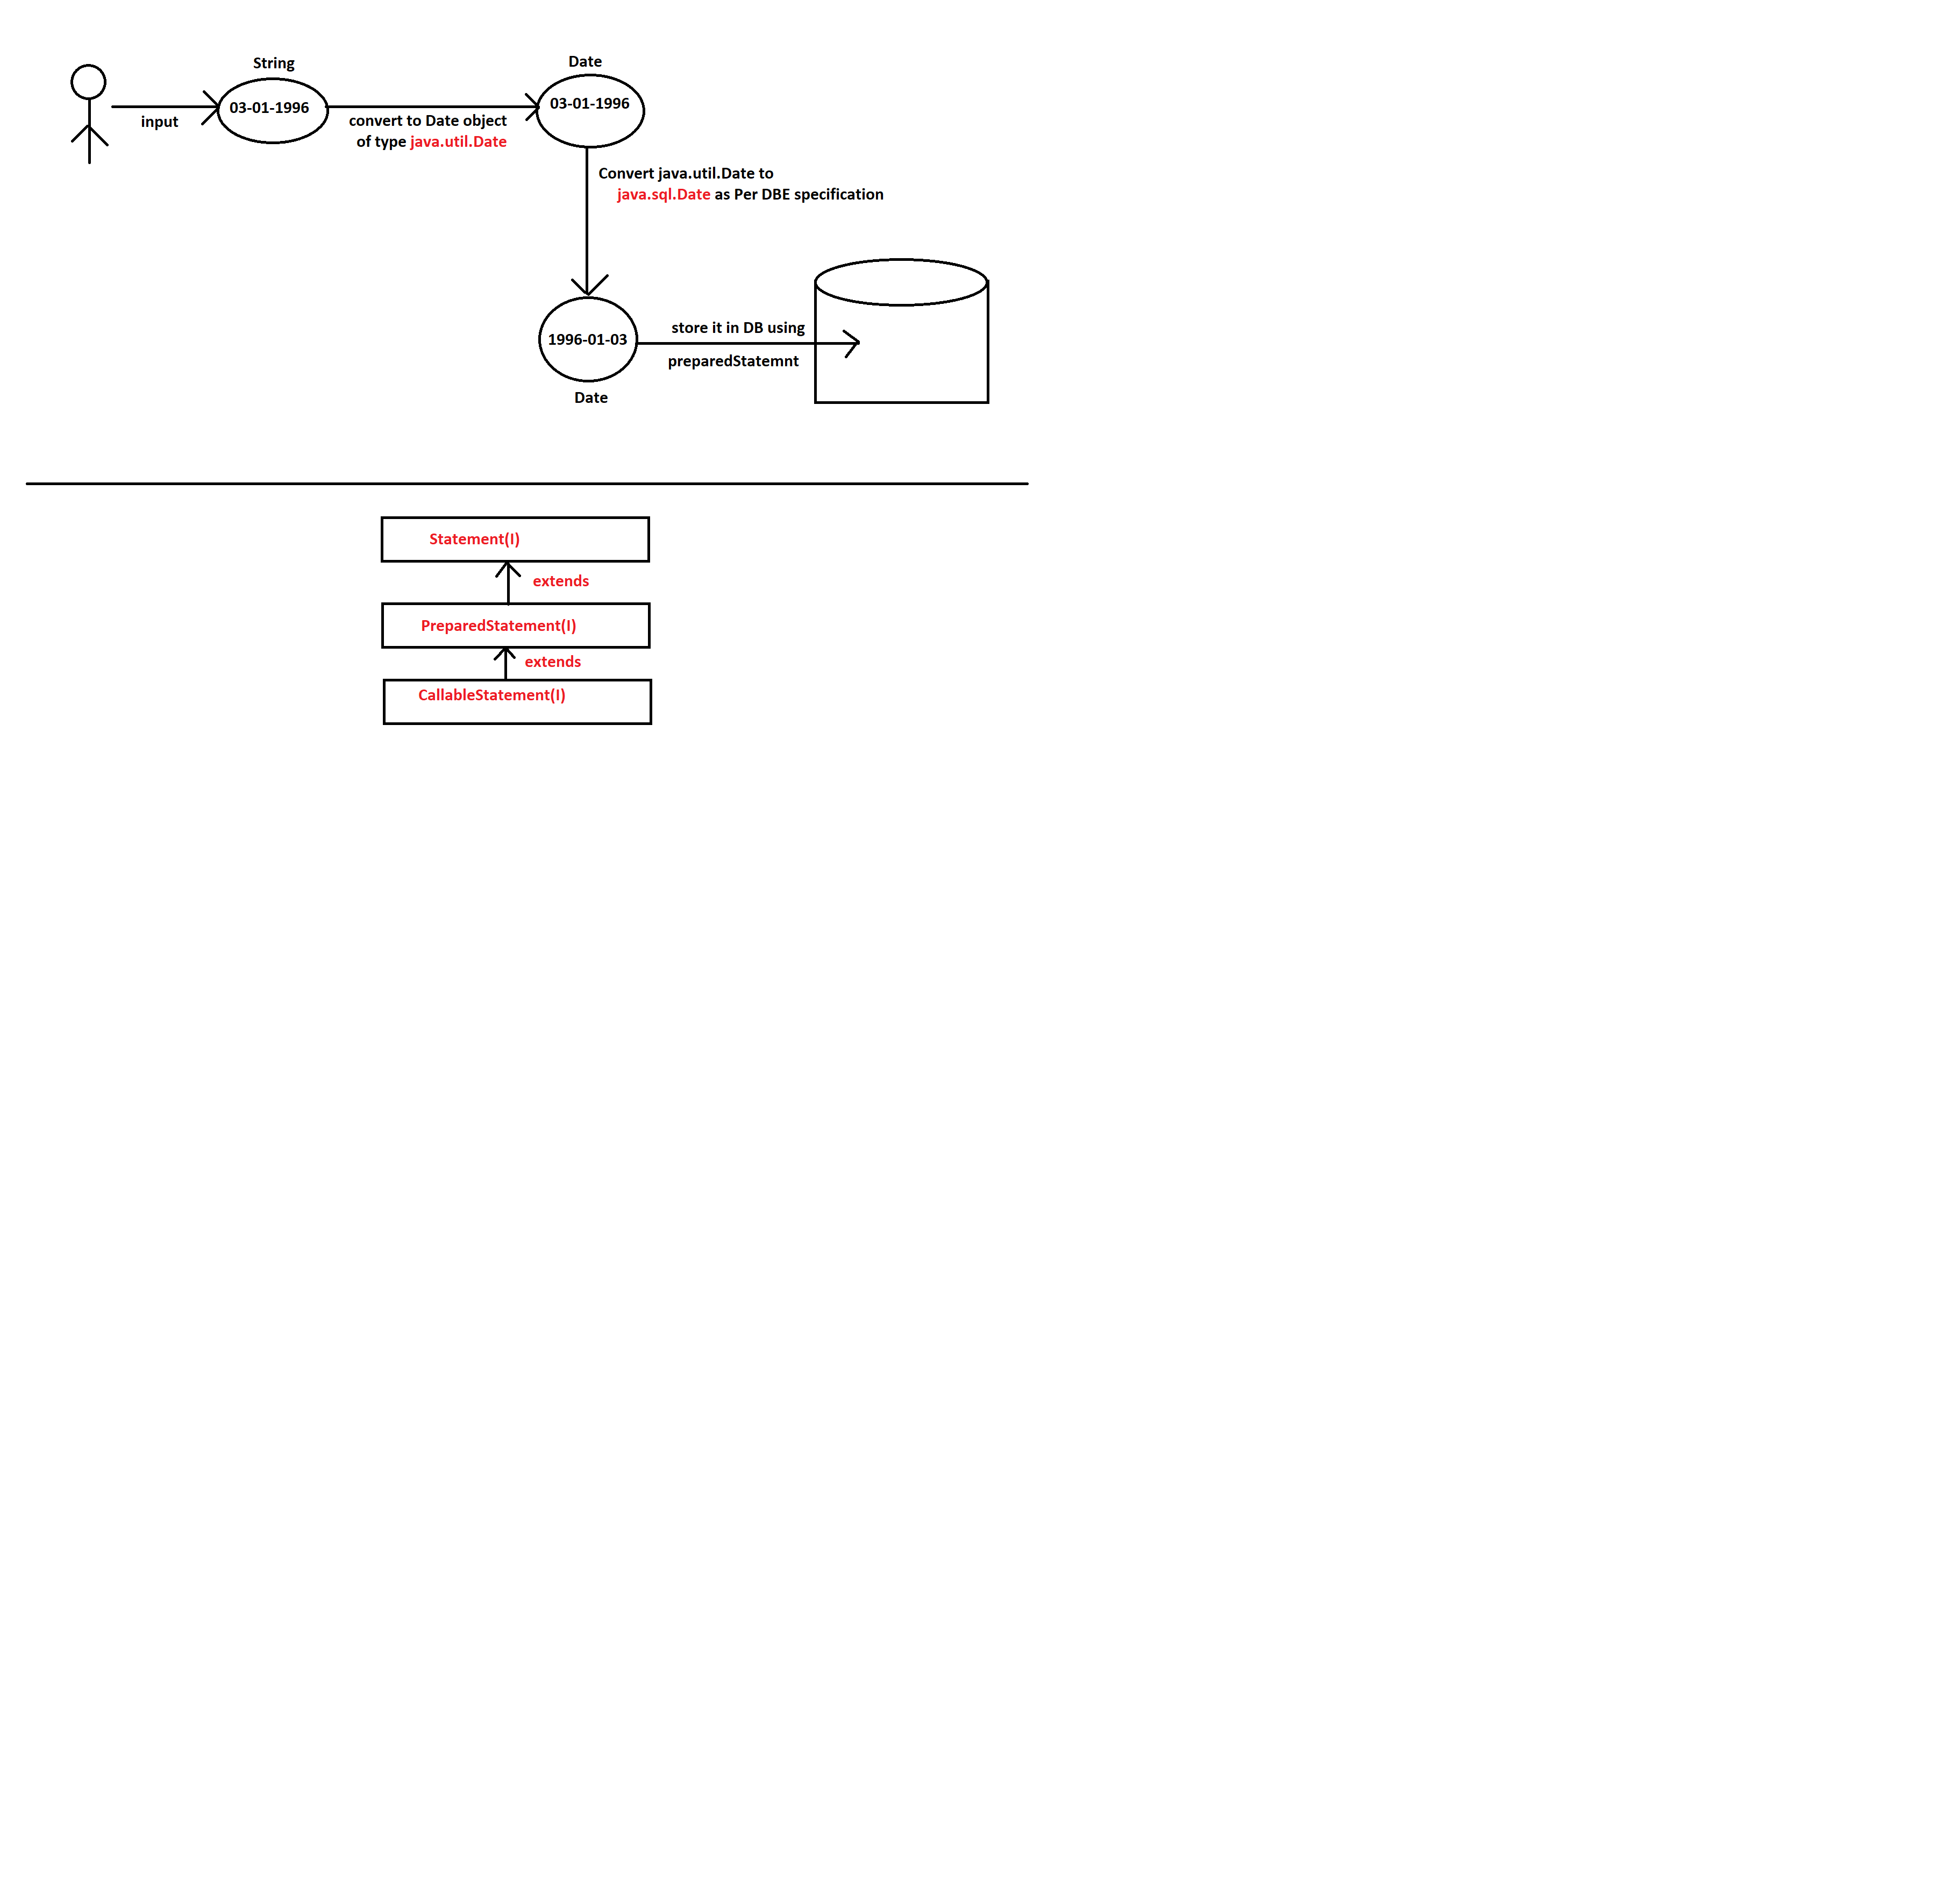 String
Date
03-01-1996
03-01-1996
input
convert to Date object
of type java.util.Date
Convert java.util.Date to
java.sql.Date as Per DBE specification
1996-01-03
store it in DB using
preparedStatemnt
Date
Statement(I)
extends
PreparedStatement(I)
extends
CallableStatement(I)